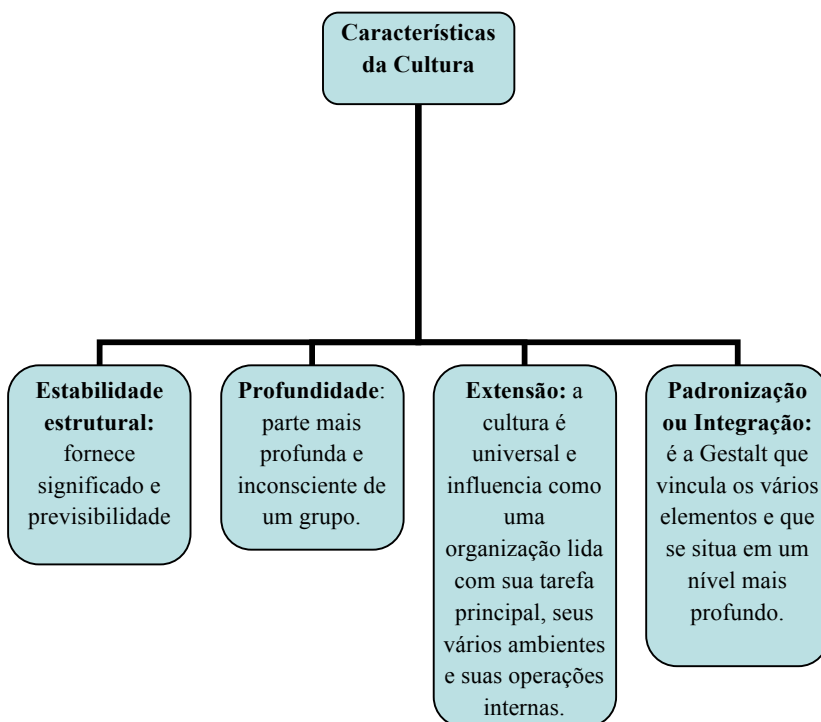 Características
da Cultura
Estabilidade
estrutural:
fornece
significado e
previsibilidade
Profundidade:
parte mais
profunda e
inconsciente de
um grupo.
Extensão: a
cultura é
universal e
influencia como
uma
organização lida
com sua tarefa
principal, seus
vários ambientes
e suas operações
internas.
Padronização
ou Integração:
é a Gestalt que
vincula os vários
elementos e que
se situa em um
nível mais
profundo.